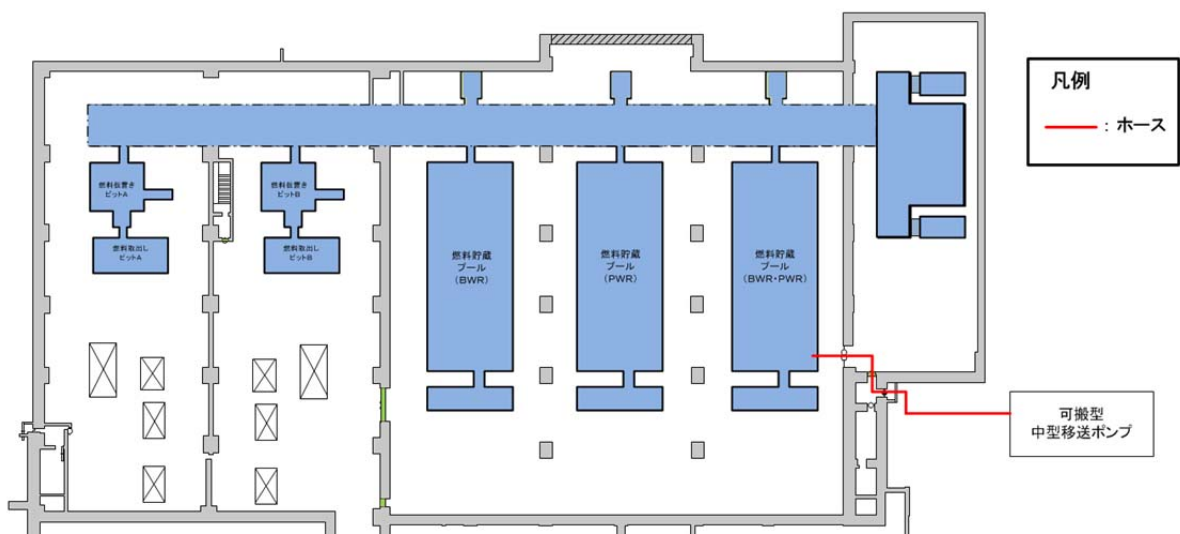 凡例
：ホース
燃料仮置き
ピットA
燃料仮置き
ピットB
燃料取出し
ピットA
燃料取出し
ピットB
燃料貯蔵
プール
（BWR）
燃料貯蔵
プール
（PWR）
燃料貯蔵
プール
（BWR・PWR）
可搬型
中型移送ポンプ